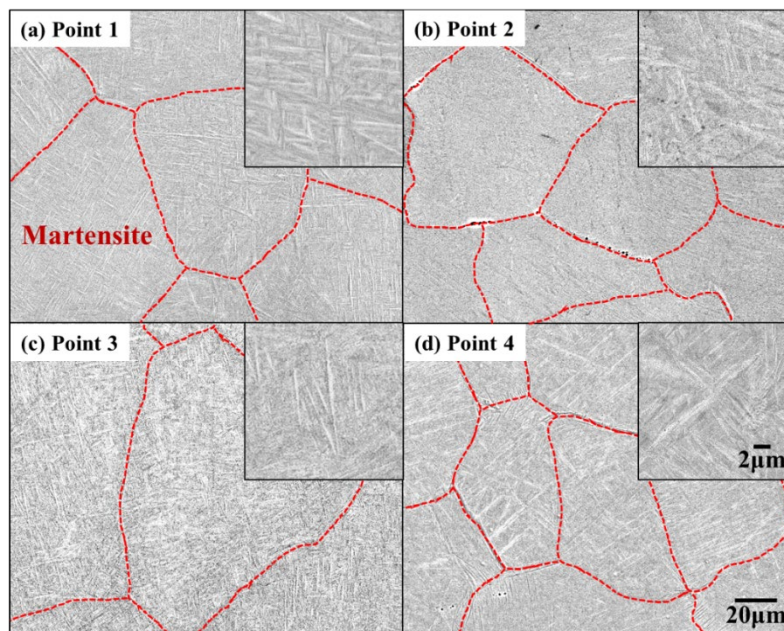 (a) Point 1
(b) Point 2
Martensite
(c) Point 3
(d) Point 4
2μm
20μm